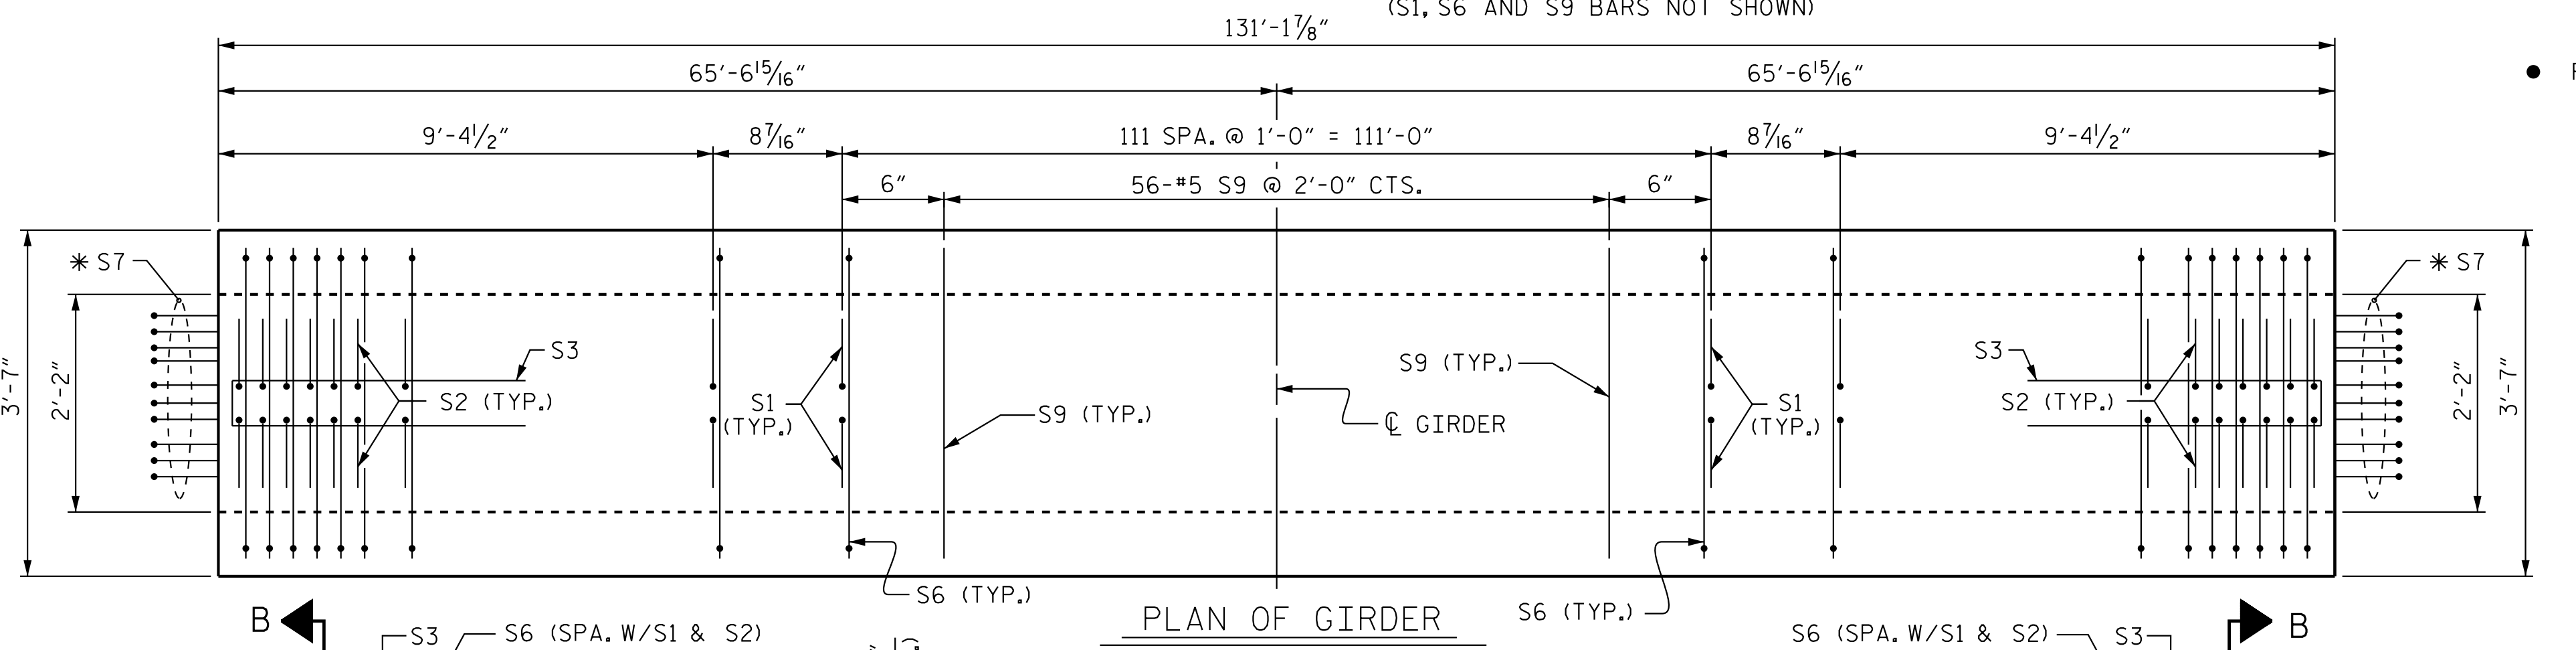 (S1, S6 AND S9 BARS NOT SHOWN)
131'-1 7/8"
65'-6 15/16" 65'-6 15/16"
9'-4 1/2" 8 7/16" 111 SPA. @ 1'-0" = 111'-0" 8 7/16" 9'-4 1/2"
6" 56-#5 S9 @ 2'-0" CTS. 6"
✳ S7 ✳ S7
S3 S9 (TYP.) S3
3'-7" 2'-2" S2 (TYP.) S1 (TYP.) S9 (TYP.) ℄ GIRDER S1 (TYP.) S2 (TYP.) 2'-2" 3'-7"
S6 (TYP.) S6 (TYP.)
PLAN OF GIRDER
B B
S3 S6 (SPA. W/S1 & S2) S6 (SPA. W/S1 & S2) S3